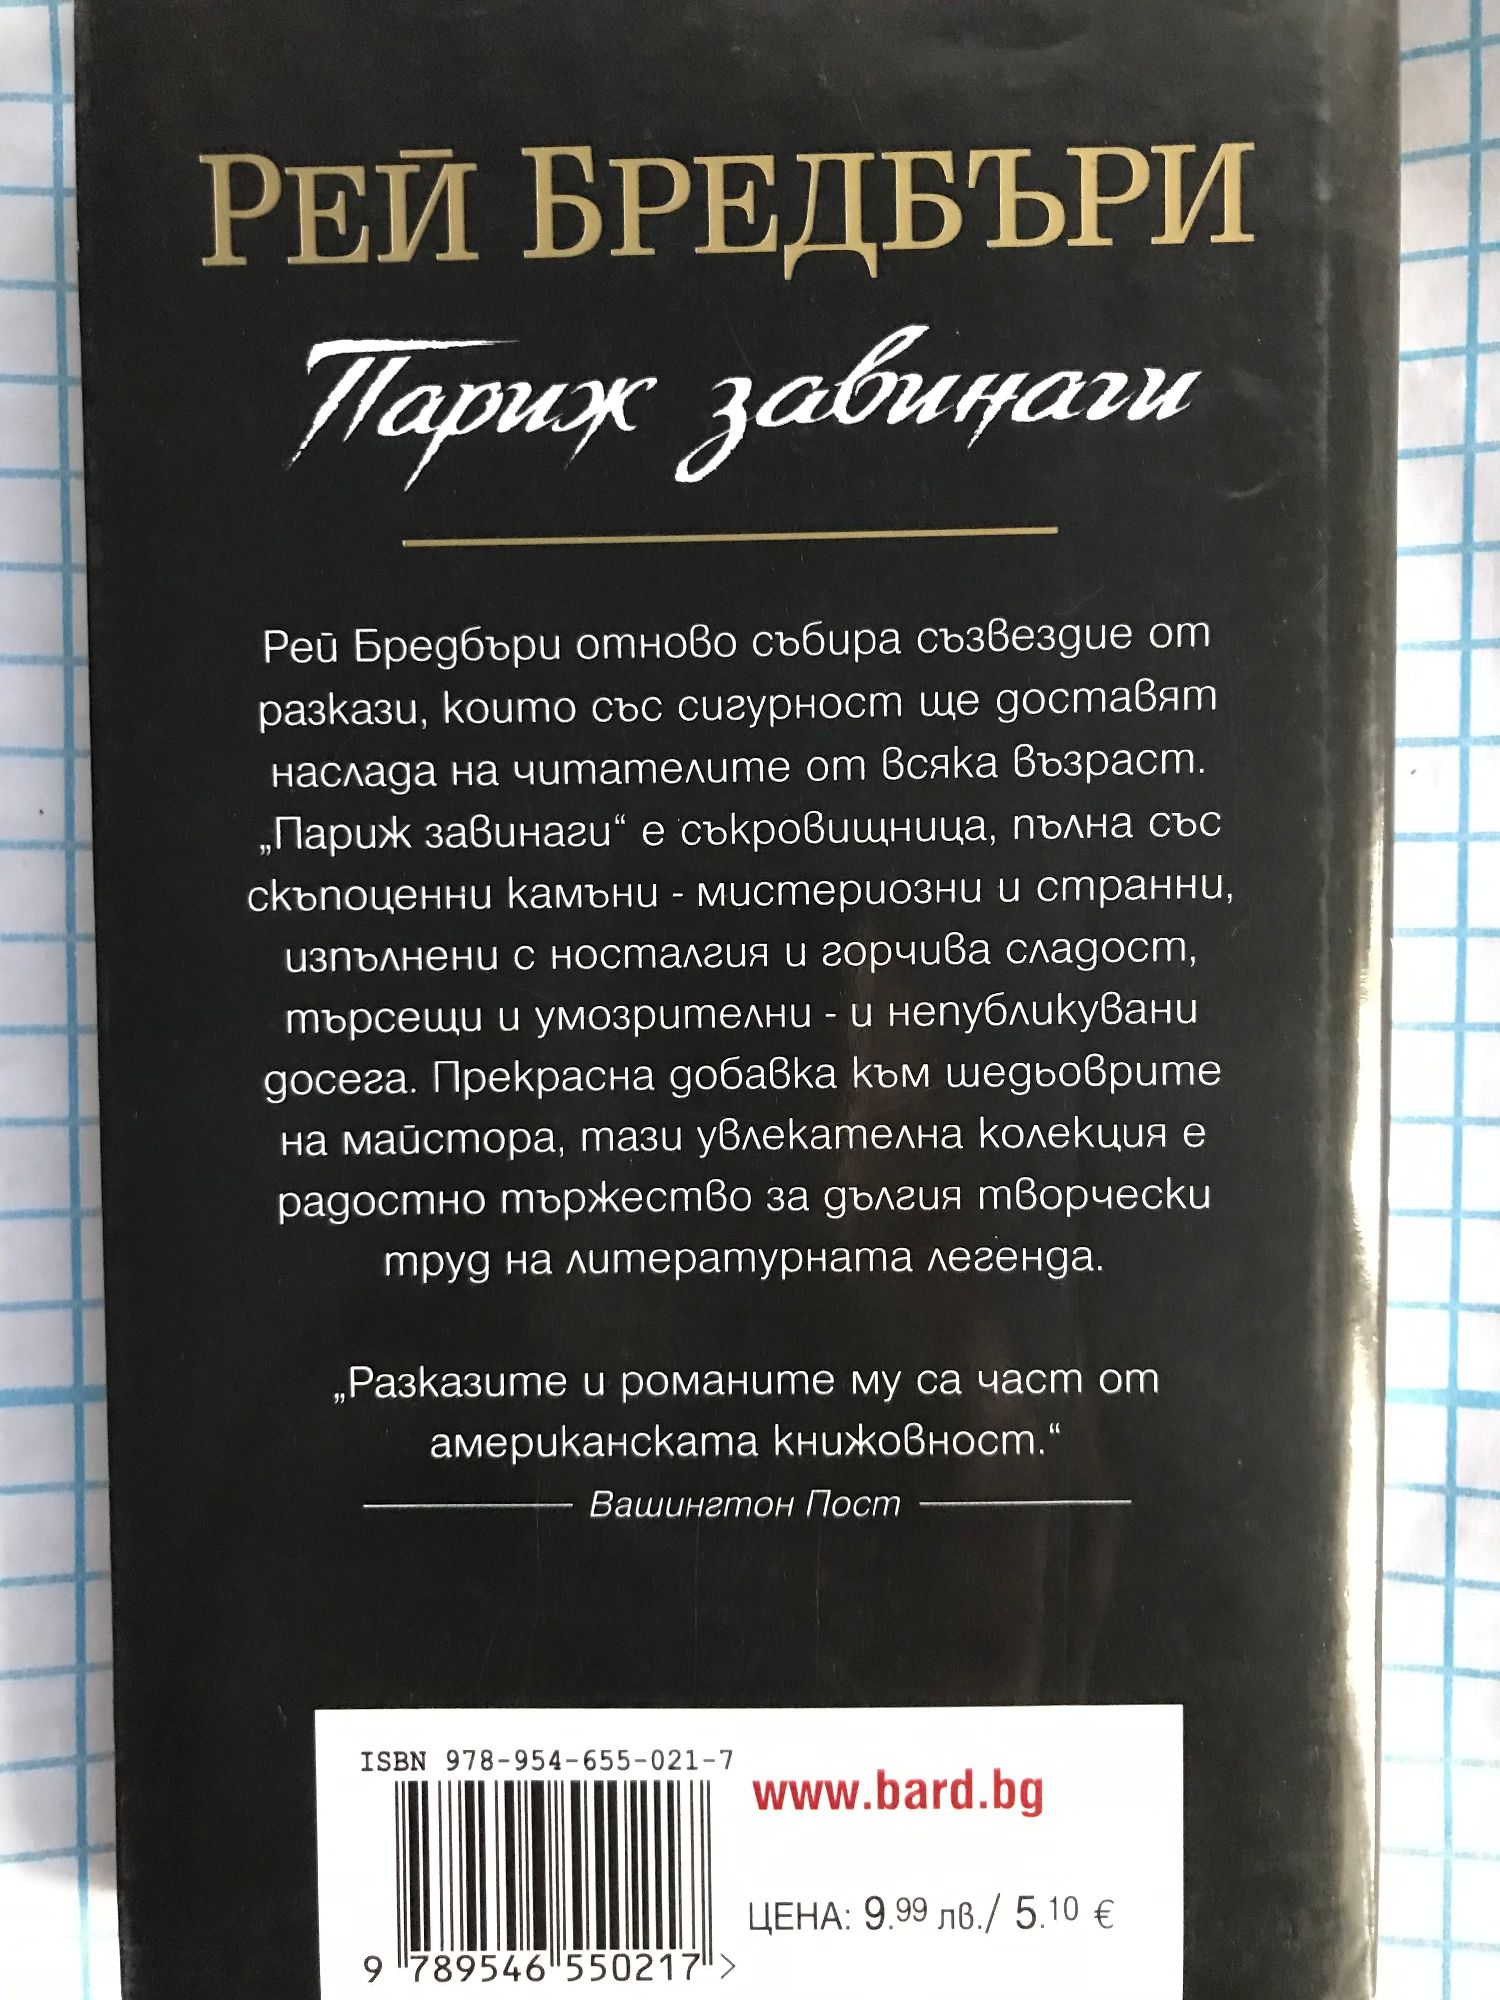 РЕЙ БРЕДБЪРИ
Париж завинаги
Рей Бредбъри отново събира съзвездие от
разкази, които със сигурност ще доставят
наслада на читателите от всяка възраст.
„Париж завинаги“ е съкровищница, пълна със
скъпоценни камъни - мистериозни и странни,
изпълнени с носталгия и горчива сладост,
търсещи и умозрителни - и непубликувани
досега. Прекрасна добавка към шедьоврите
на майстора, тази увлекателна колекция е
радостно тържество за дългия творчески
труд на литературната легенда.
„Разказите и романите му са част от
американската книжовност.“
Вашингтон Пост
ISBN 978-954-655-021-7
www.bard.bg
ЦЕНА: 9.99 лв./ 5.10 €
9 789546 550217 >